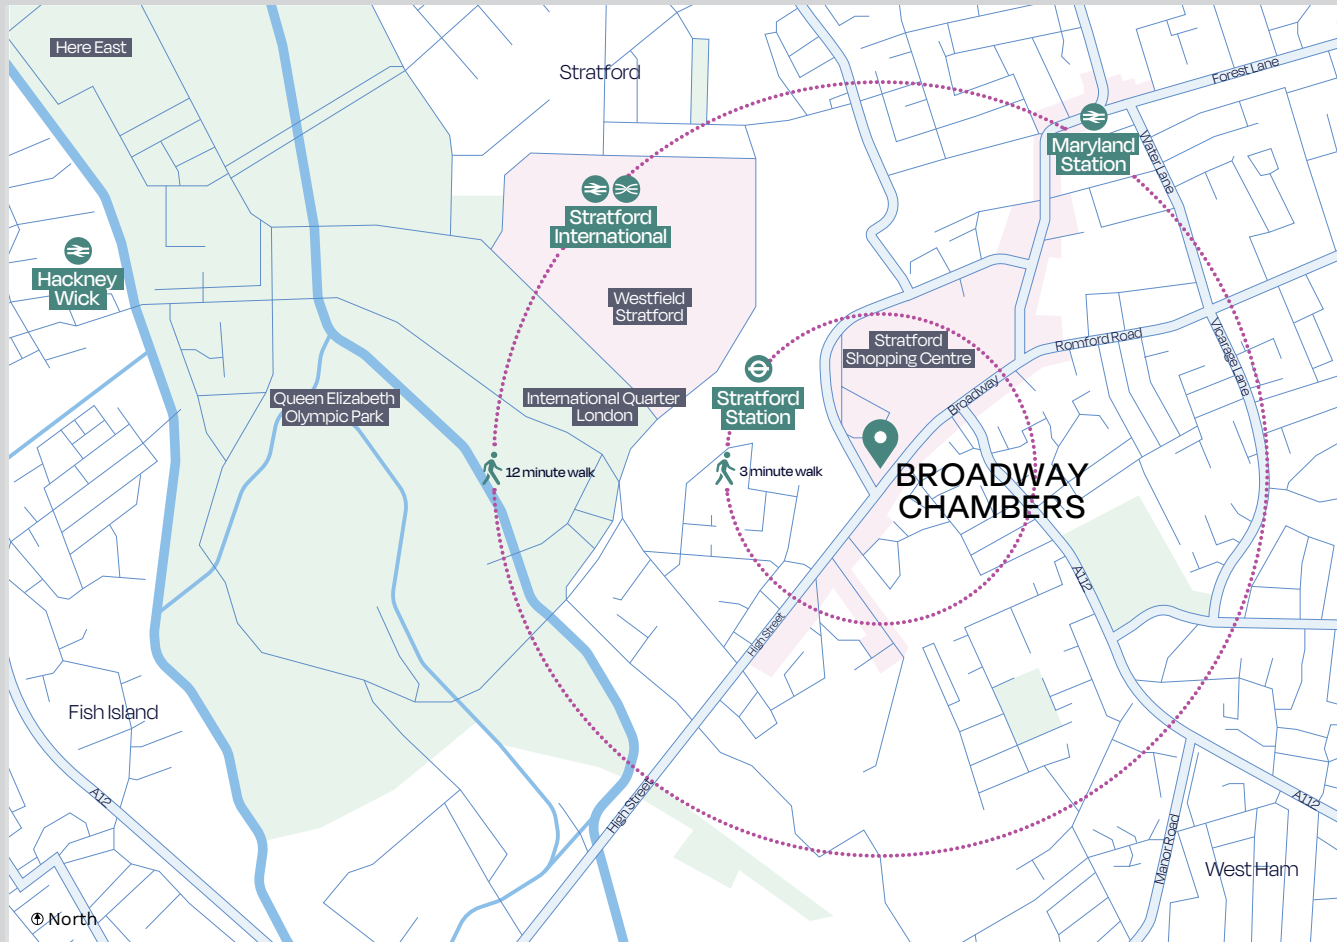 Here East
Stratford
Forest Lane
Maryland
Station
Water Lane
Stratford
International
Hackney
Wick
Westfield
Stratford
Stratford
Shopping Centre
Romford Road
Vicarage Lane
Queen Elizabeth
Olympic Park
International Quarter
London
Stratford
Station
Broadway
12 minute walk
3 minute walk
BROADWAY
CHAMBERS
A112
High Street
Fish Island
A12
High Street
A112
Manor Road
West Ham
North